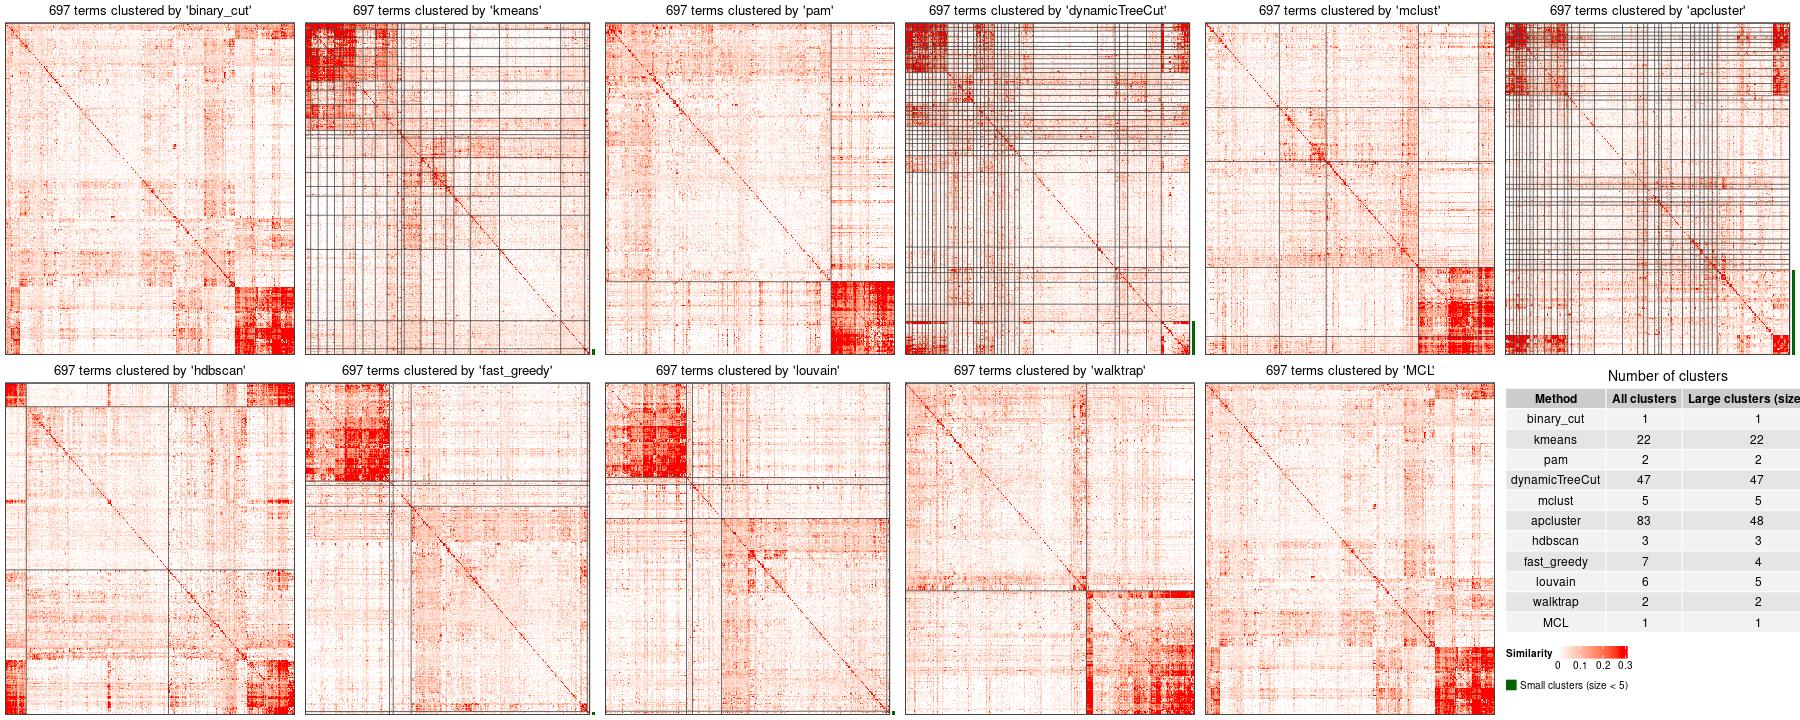 697 terms clustered by 'binary_cut'
697 terms clustered by 'kmeans'
697 terms clustered by 'pam'
697 terms clustered by 'dynamicTreeCut'
697 terms clustered by 'mclust'
697 terms clustered by 'apcluster'
697 terms clustered by 'hdbscan'
697 terms clustered by 'fast_greedy'
697 terms clustered by 'louvain'
697 terms clustered by 'walktrap'
697 terms clustered by 'MCL'
Number of clusters
Method All clusters Large clusters (size
binary_cut 1 1
kmeans 22 22
pam 2 2
dynamicTreeCut 47 47
mclust 5 5
apcluster 83 48
hdbscan 3 3
fast_greedy 7 4
louvain 6 5
walktrap 2 2
MCL 1 1
Similarity
0 0.1 0.2 0.3
Small clusters (size < 5)